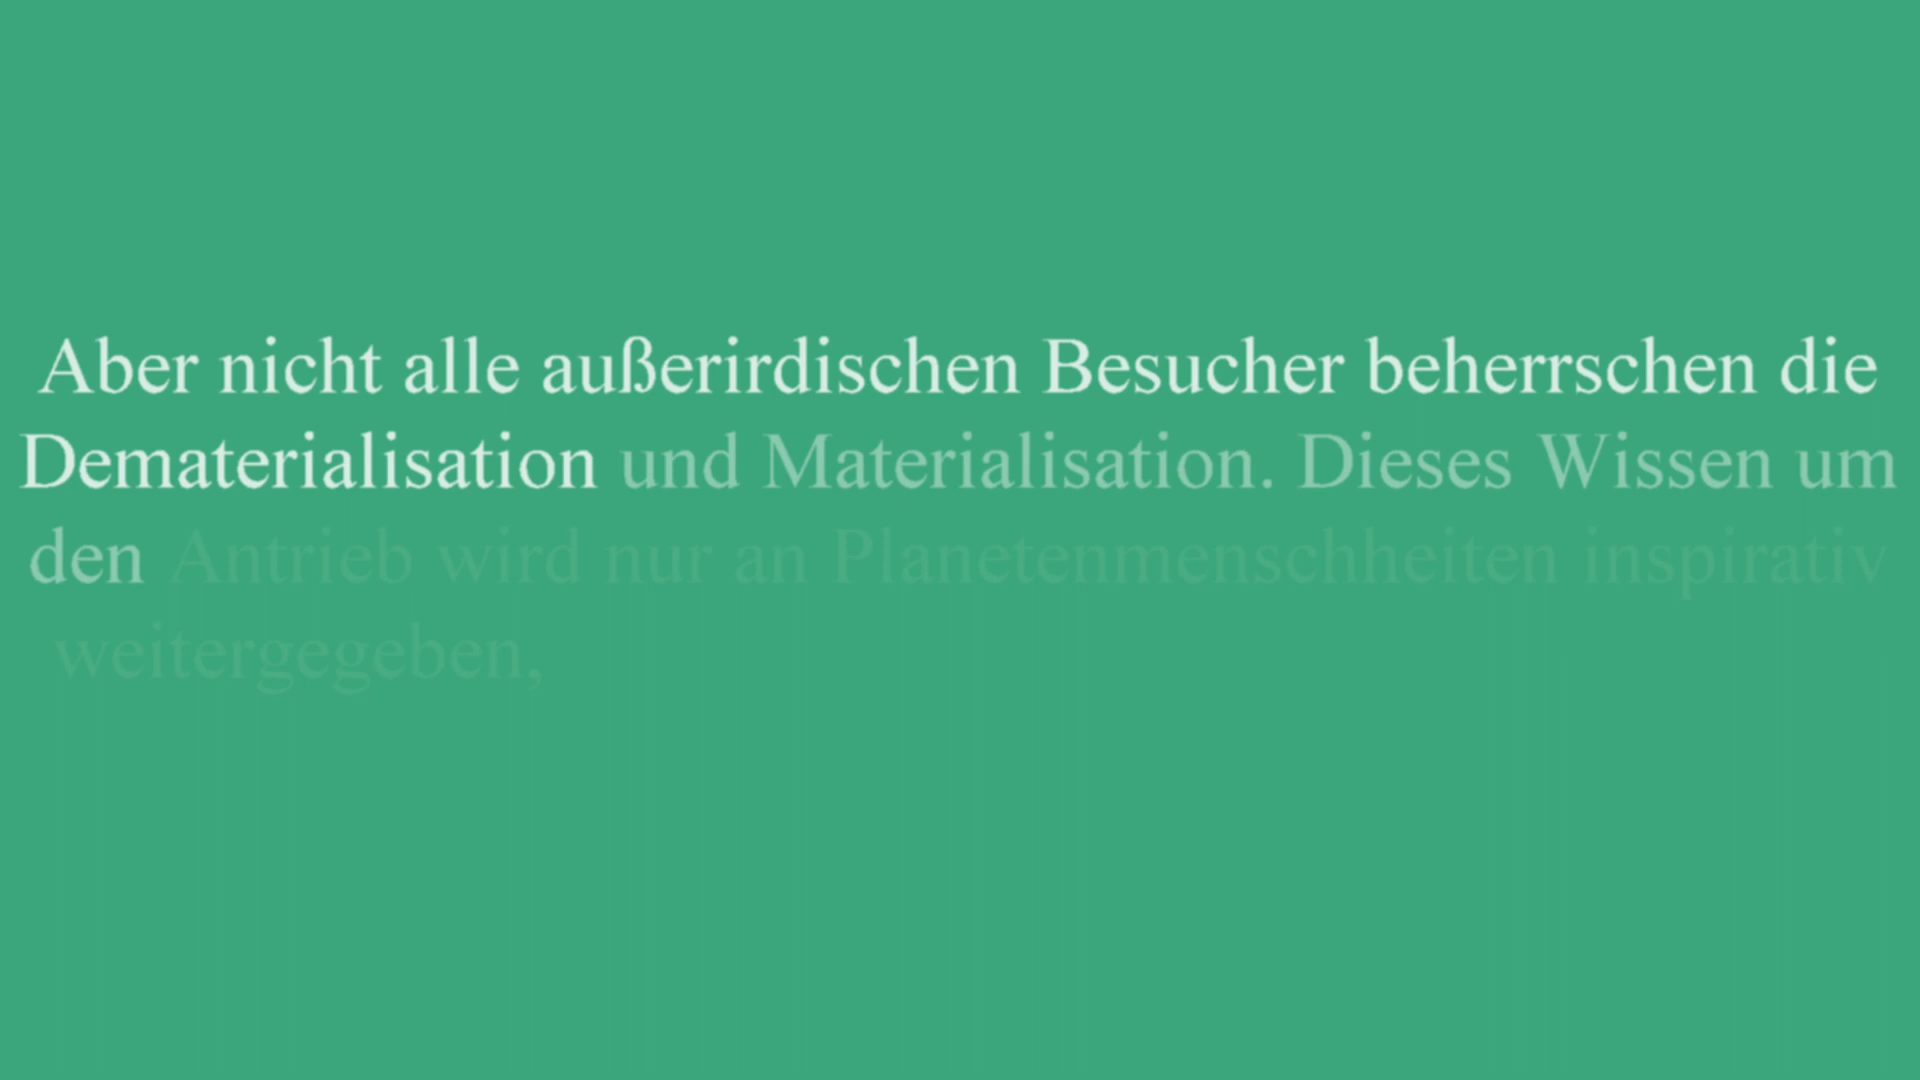 Aber nicht alle außerirdischen Besucher beherrschen die
Dematerialisation und Materialisation. Dieses Wissen um
den Antrieb wird nur an Planetenmenschheiten inspirativ
weitergegeben,